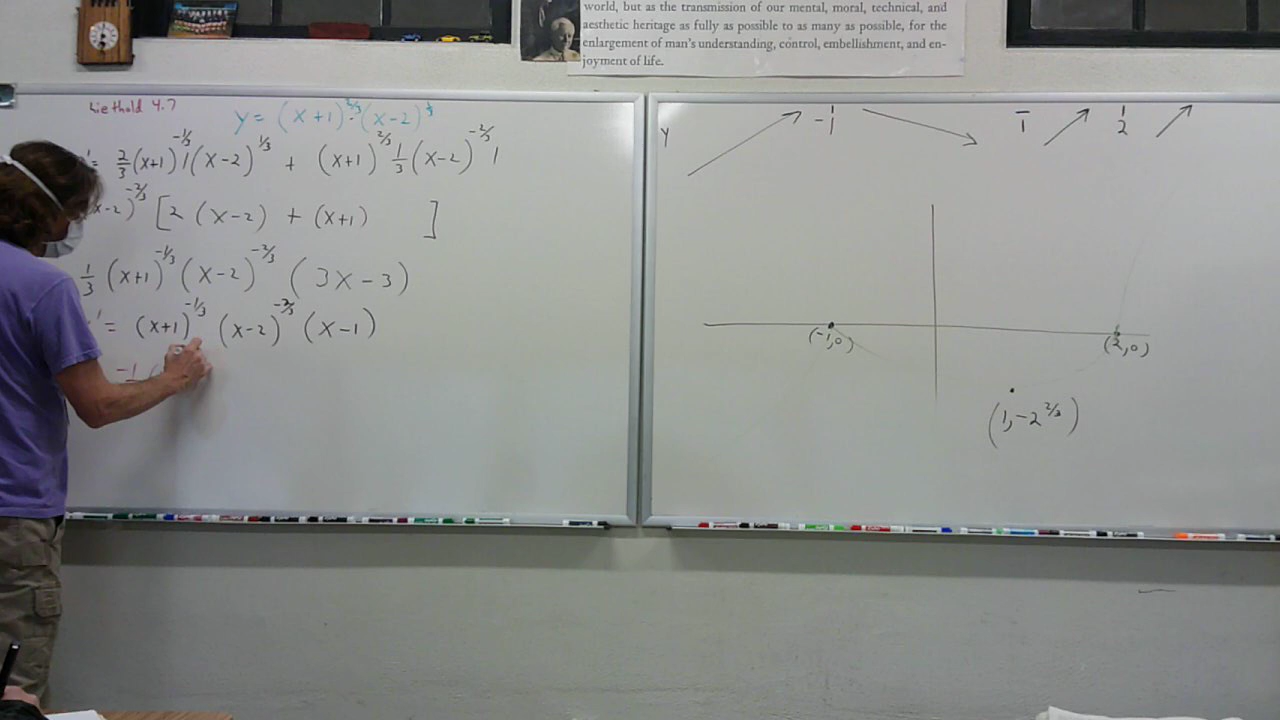 world, but as the transmission of our mental, moral, technical, and
aesthetic heritage as fully as possible to as many as possible, for the
enlargement of man's understanding, control, embellishment, and en-
joyment of life.
Liethold 4.7
y = (x+1)^2/3 · (x-2)^1/3
' = 2/3 (x+1)^-1/3 1 (x-2)^1/3 + (x+1)^2/3 1/3 (x-2)^-2/3 1
x-2)^-2/3 [2 (x-2) + (x+1) ]
1/3 (x+1)^-1/3 (x-2)^-2/3 (3x-3)
' = (x+1)^-1/3 (x-2)^-2/3 (x-1)
y -1 1 2
(-1,0)
(2,0)
(1, -2^2/3)